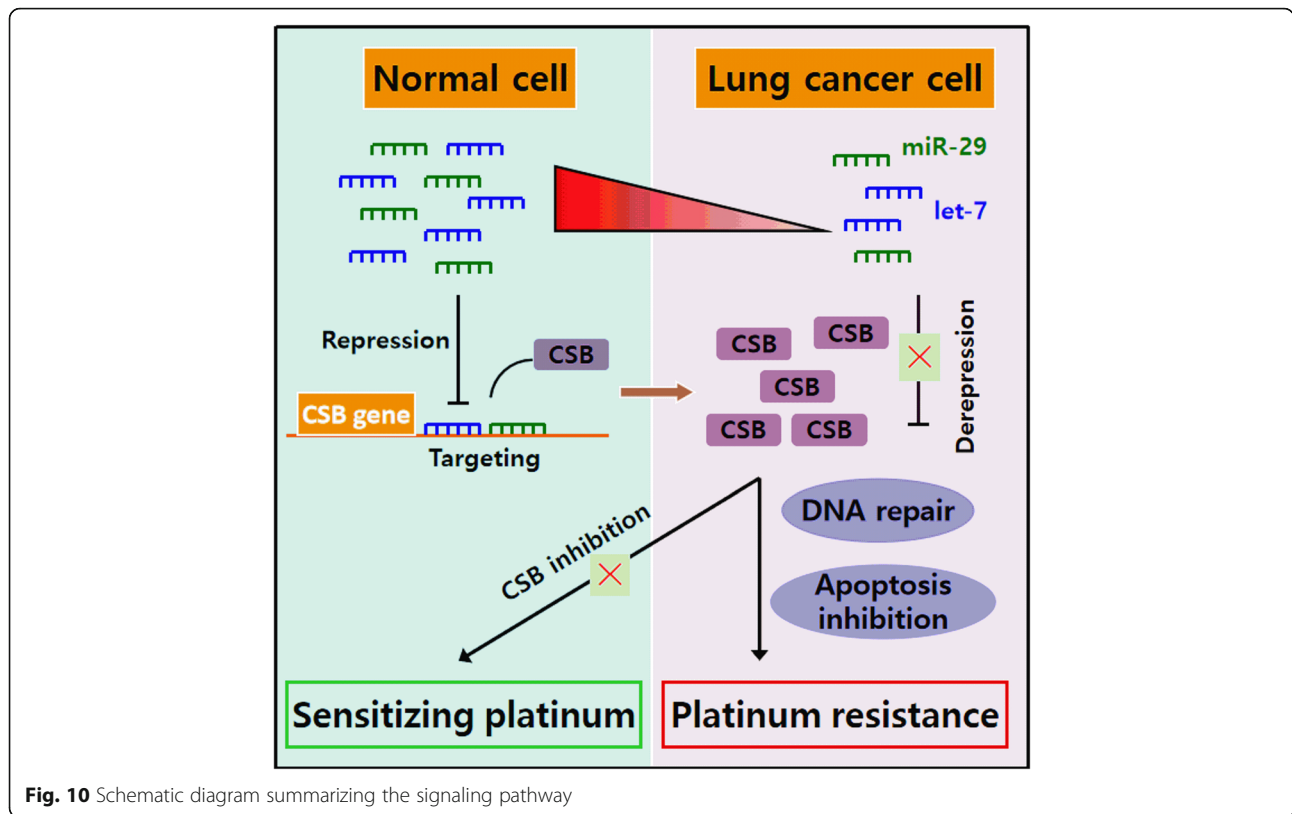 Normal cell
Lung cancer cell
miR-29
let-7
Repression
CSB
CSB gene
Targeting
CSB
CSB
CSB
CSB
CSB
Derepression
CSB inhibition
DNA repair
Apoptosis
inhibition
Sensitizing platinum
Platinum resistance
Fig. 10 Schematic diagram summarizing the signaling pathway